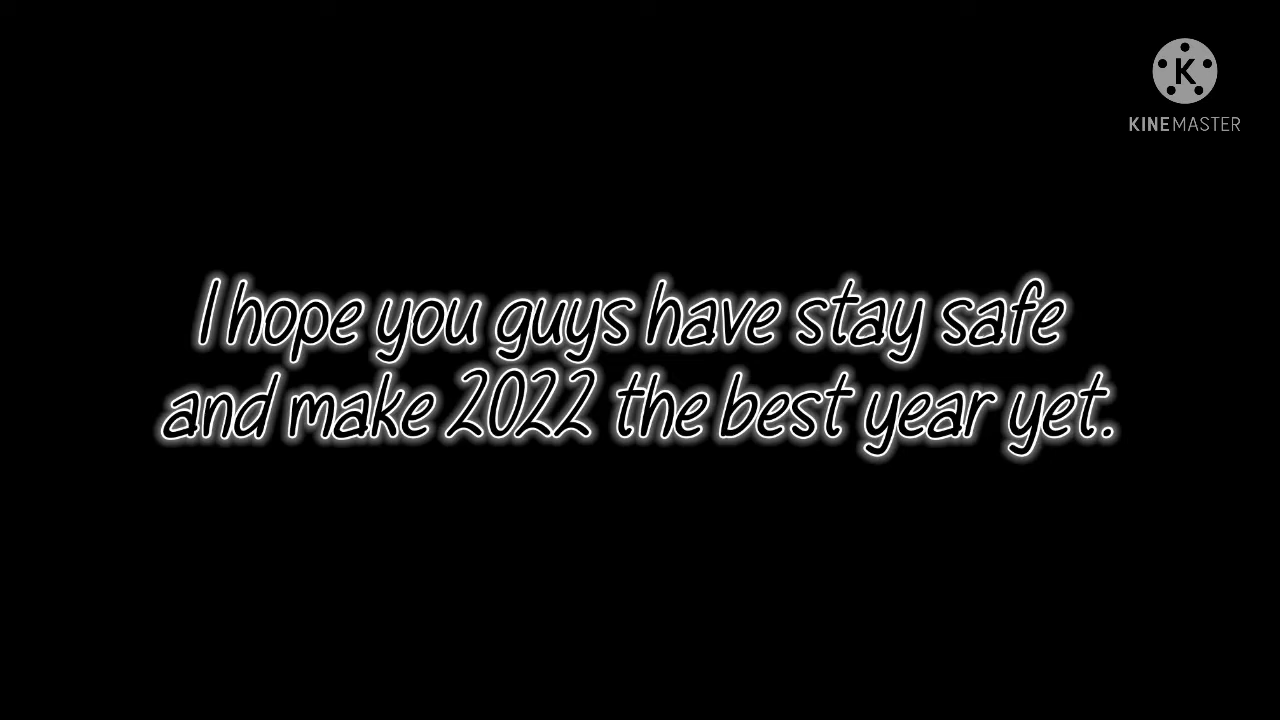 K
KINEMASTER
I hope you guys have stay safe
and make 2022 the best year yet.